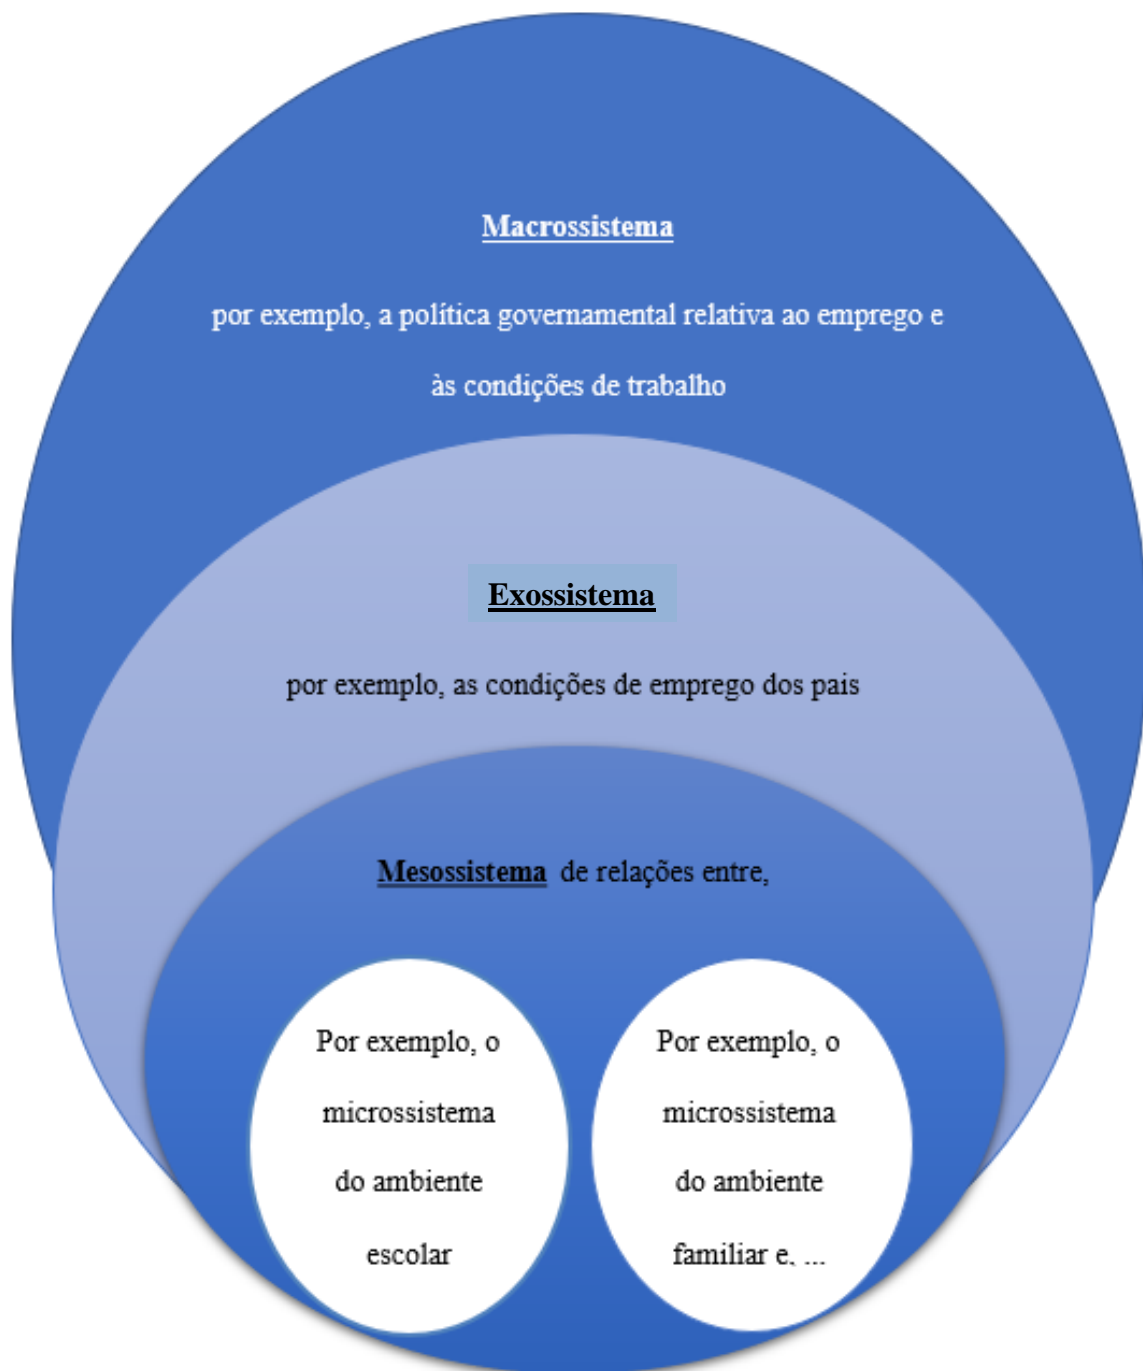 Macrossistema
por exemplo, a política governamental relativa ao emprego e
às condições de trabalho
Exossistema
por exemplo, as condições de emprego dos pais
Mesossistema de relações entre,
Por exemplo, o
microssistema
do ambiente
escolar
Por exemplo, o
microssistema
do ambiente
familiar e, ...